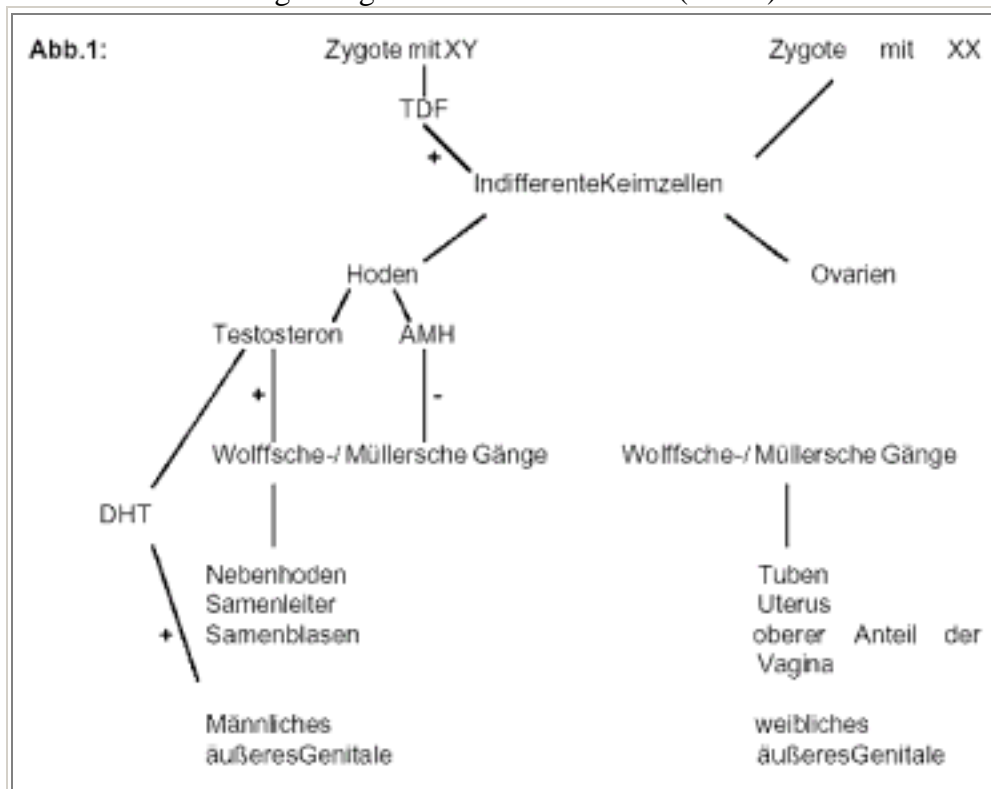 Abb.1: Zygote mit XY Zygote mit XX
TDF
+
IndifferenteKeimzellen
Hoden Ovarien
Testosteron AMH
+ -
Wolffsche-/ Müllersche Gänge Wolffsche-/ Müllersche Gänge
DHT
Nebenhoden Tuben
Samenleiter Uterus
+ Samenblasen oberer Anteil der
Vagina
Männliches weibliches
äußeresGenitale äußeresGenitale